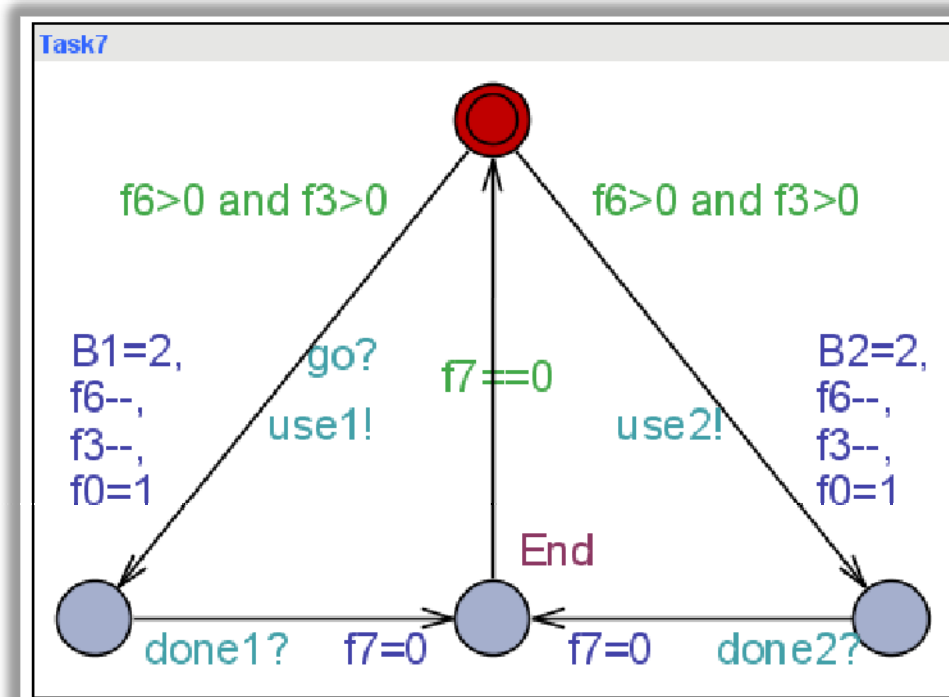 Task7
f6>0 and f3>0
f6>0 and f3>0
B1=2,
f6--,
f3--,
f0=1
go?
use1!
f7==0
use2!
B2=2,
f6--,
f3--,
f0=1
End
done1?
f7=0
f7=0
done2?